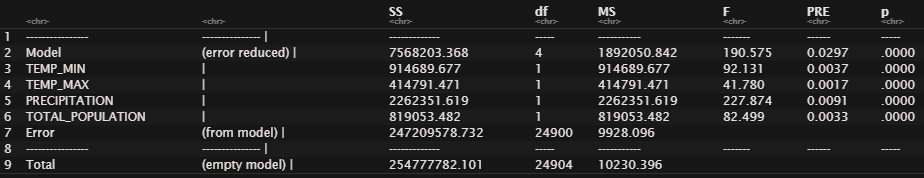 SS df MS F PRE p
<chr> <chr> <chr> <chr> <chr> <chr> <chr> <chr>
1 ---------------- --------------- | ------------- ----- ----------- ------- ------ -----
2 Model (error reduced) | 7568203.368 4 1892050.842 190.575 0.0297 .0000
3 TEMP_MIN | 914689.677 1 914689.677 92.131 0.0037 .0000
4 TEMP_MAX | 414791.471 1 414791.471 41.780 0.0017 .0000
5 PRECIPITATION | 2262351.619 1 2262351.619 227.874 0.0091 .0000
6 TOTAL_POPULATION | 819053.482 1 819053.482 82.499 0.0033 .0000
7 Error (from model) | 247209578.732 24900 9928.096
8 ---------------- --------------- | ------------- ----- ----------- ------- ------ -----
9 Total (empty model) | 254777782.101 24904 10230.396